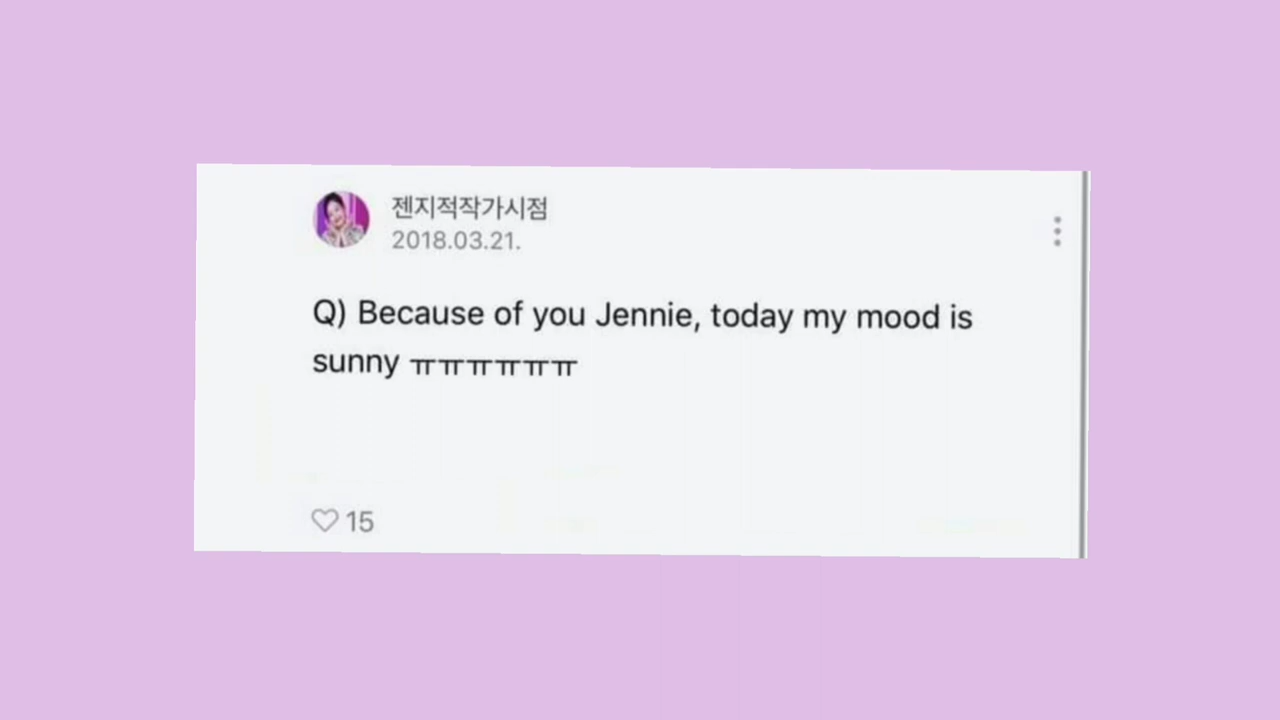 젠지적작가시점
2018.03.21.
Q) Because of you Jennie, today my mood is
sunny ㅠㅠㅠㅠㅠㅠ
15